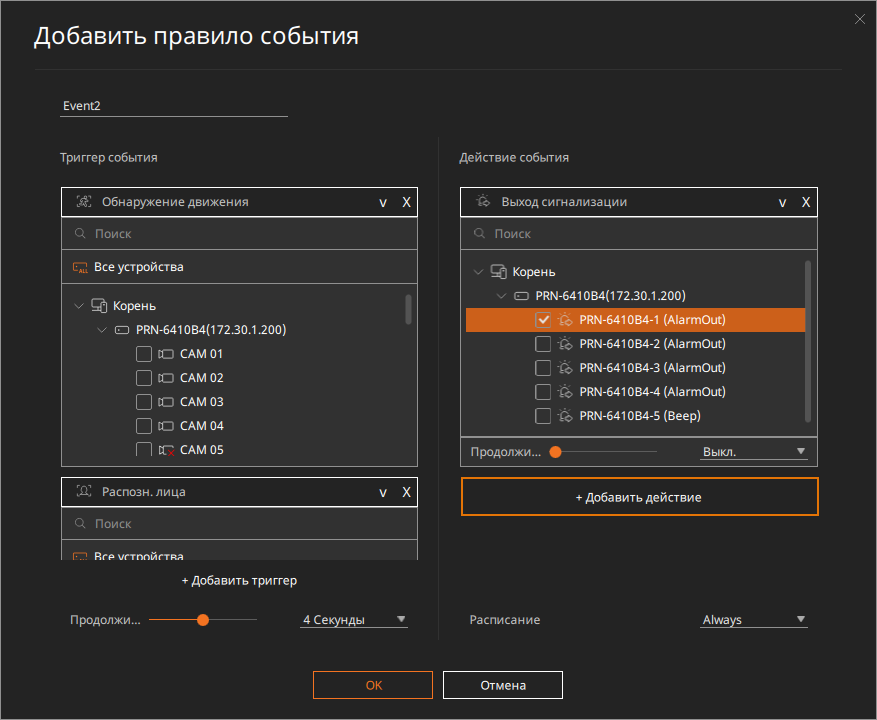 Добавить правило события
Event2
Триггер события
Обнаружение движения v X
Поиск
Все устройства
Корень
PRN-6410B4(172.30.1.200)
CAM 01
CAM 02
CAM 03
CAM 04
CAM 05
Распозн. лица v X
Поиск
Все устройства
+ Добавить триггер
Продолжи... 4 Секунды
Действие события
Выход сигнализации v X
Поиск
Корень
PRN-6410B4(172.30.1.200)
PRN-6410B4-1 (AlarmOut)
PRN-6410B4-2 (AlarmOut)
PRN-6410B4-3 (AlarmOut)
PRN-6410B4-4 (AlarmOut)
PRN-6410B4-5 (Beep)
Продолжи... Выкл.
+ Добавить действие
Расписание Always
OK Отмена